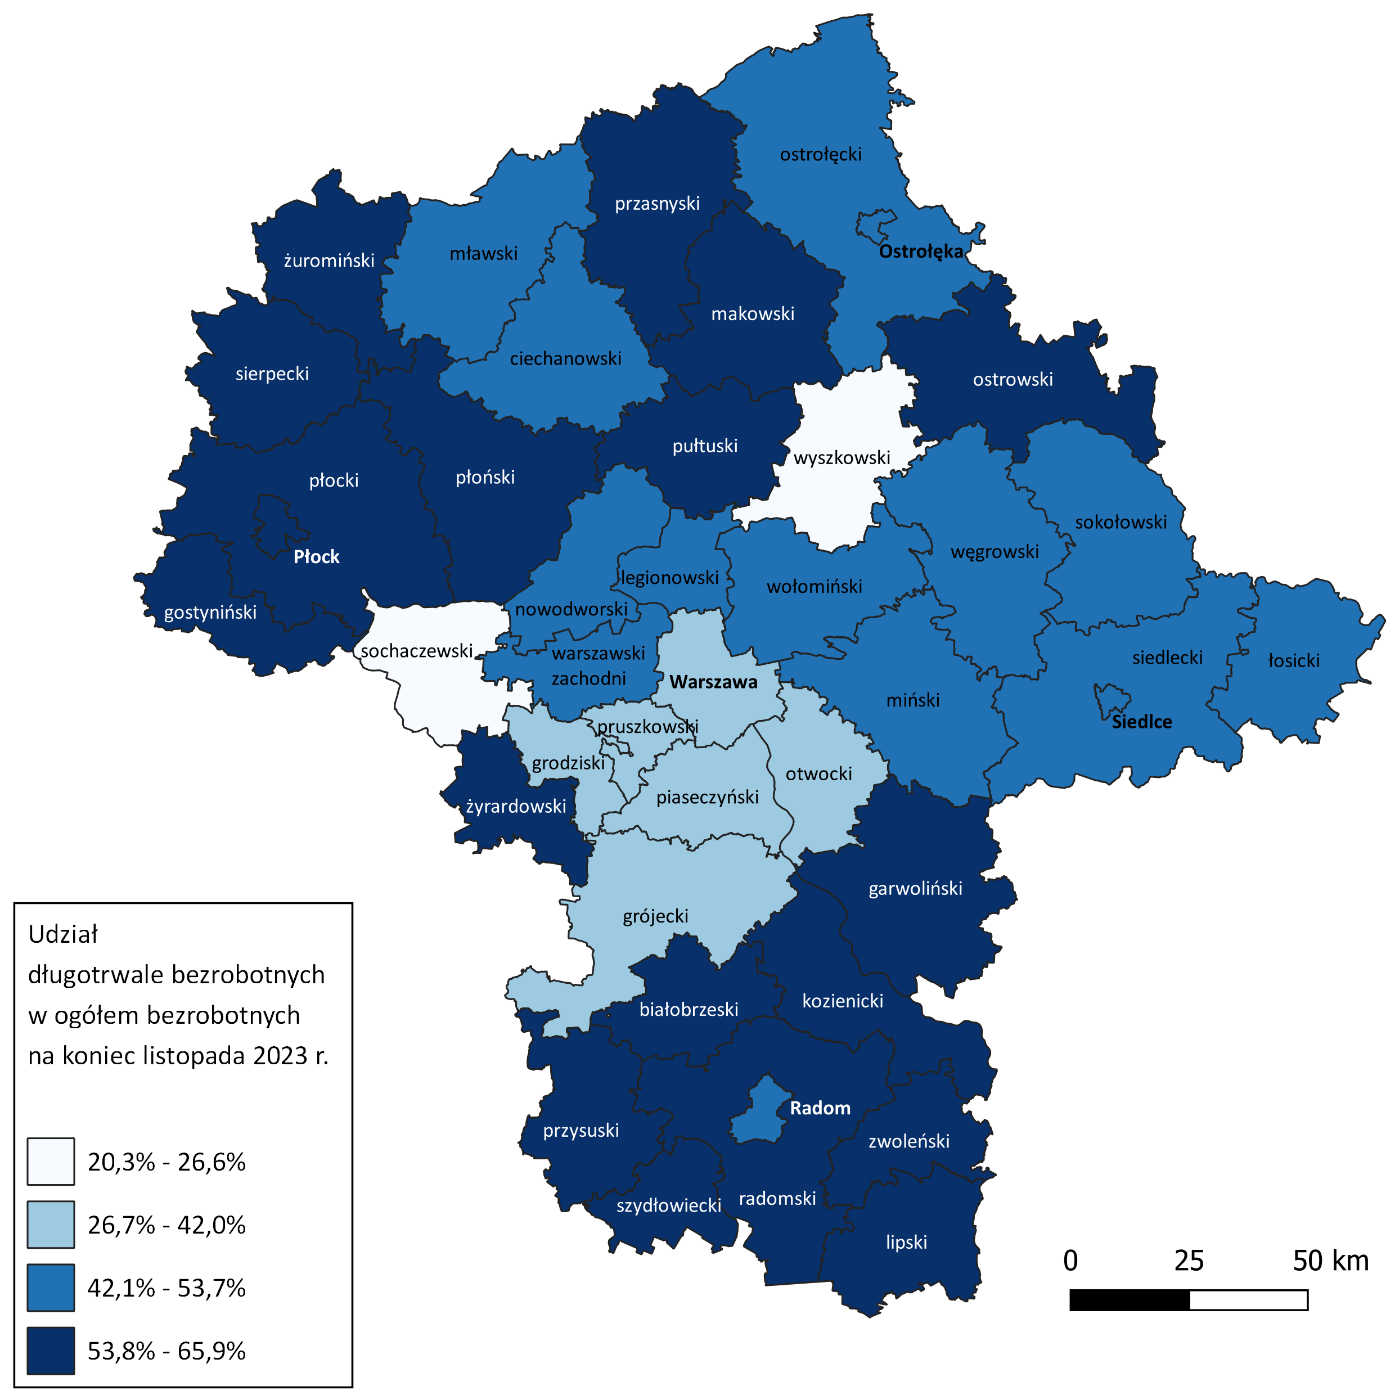 ostrołęcki
przasnyski
Ostrołęka
mławski
żuromiński
makowski
ciechanowski
sierpecki
ostrowski
pułtuski
wyszkowski
płocki
płoński
sokołowski
węgrowski
Płock
legionowski
wołomiński
nowodworski
gostyniński
sochaczewski
warszawski
zachodni
siedlecki
łosicki
Warszawa
miński
Siedlce
pruszkowski
grodziski
otwocki
piaseczyński
żyrardowski
garwoliński
grójecki
kozienicki
białobrzeski
Radom
przysuski
zwoleński
radomski
szydłowiecki
lipski
Udział
długotrwale bezrobotnych
w ogółem bezrobotnych
na koniec listopada 2023 r.
20,3% - 26,6%
26,7% - 42,0%
42,1% - 53,7%
53,8% - 65,9%
0 25 50 km